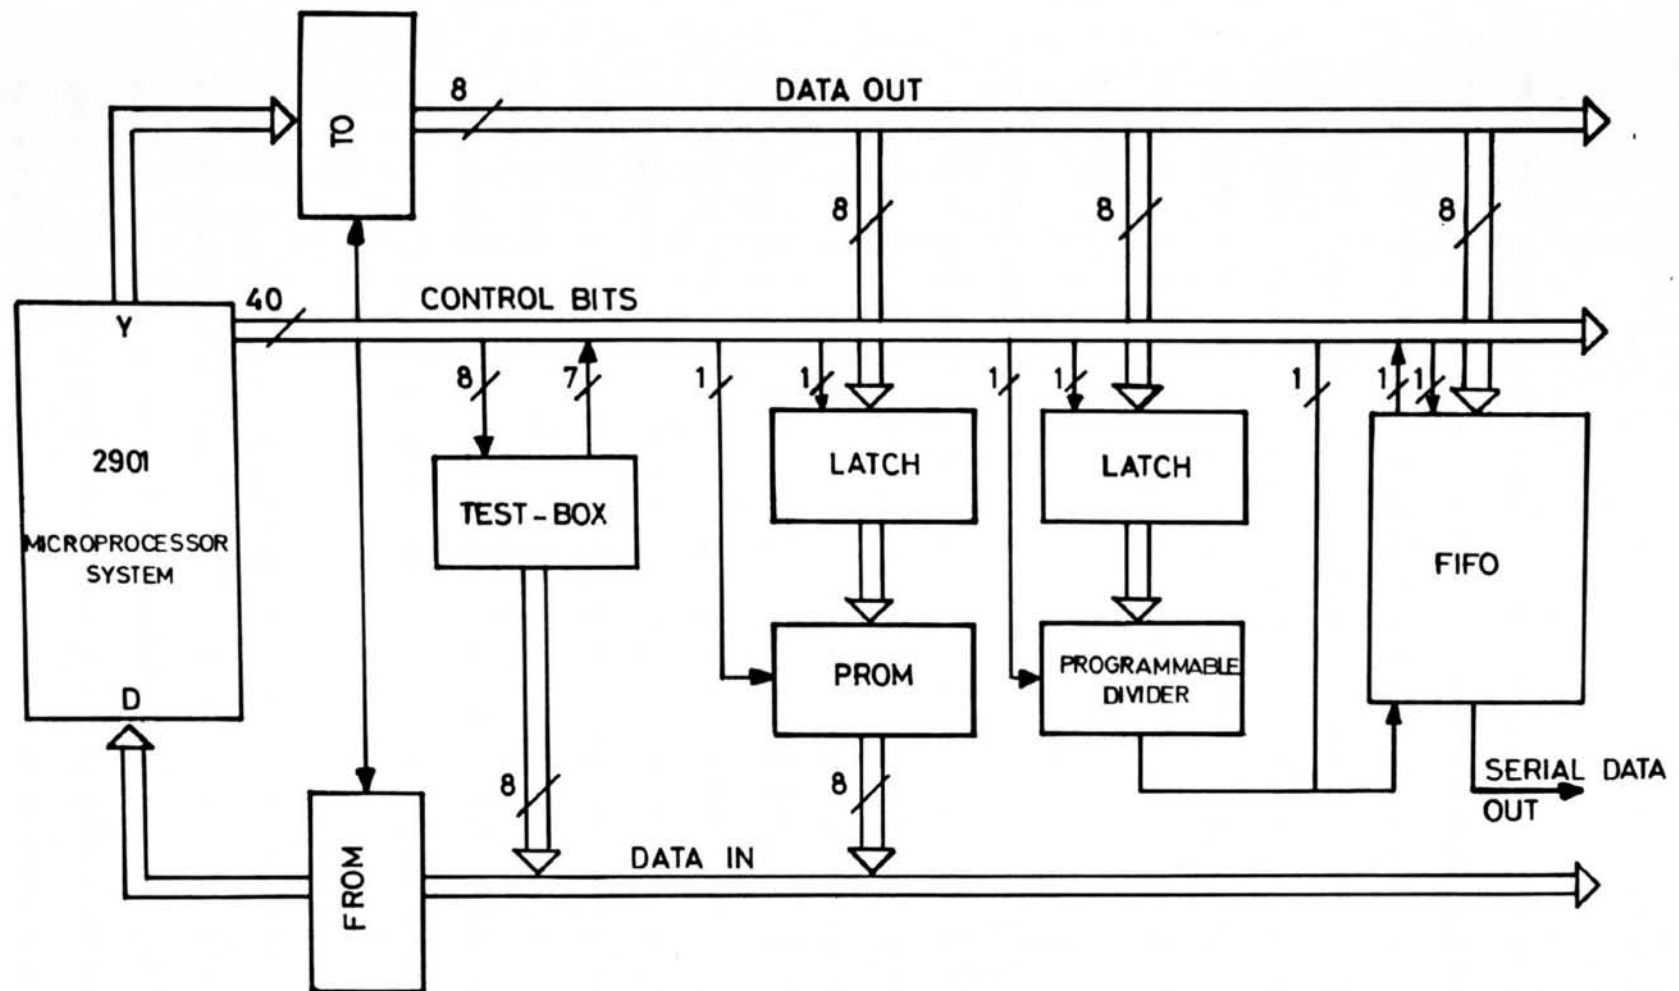 TO
8
DATA OUT
8
8
8
40
CONTROL BITS
Y
2901
MICROPROCESSOR
SYSTEM
D
8
7
1
1
1
1
1
1
1
TEST-BOX
LATCH
LATCH
FIFO
PROM
PROGRAMMABLE
DIVIDER
8
8
SERIAL DATA
OUT
DATA IN
FROM